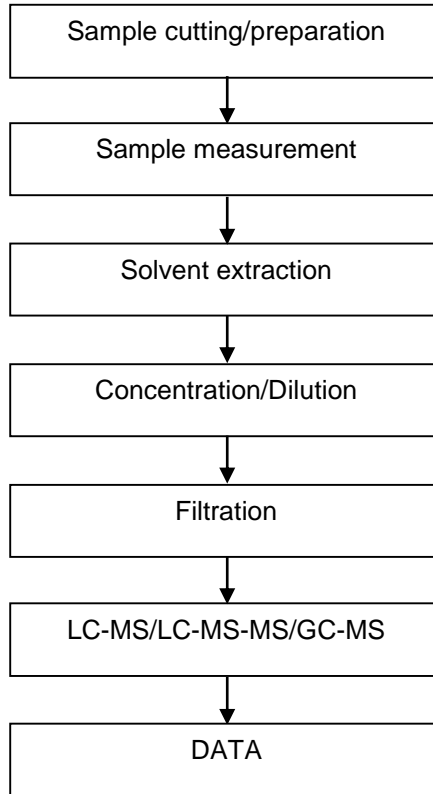 Sample cutting/preparation
Sample measurement
Solvent extraction
Concentration/Dilution
Filtration
LC-MS/LC-MS-MS/GC-MS
DATA